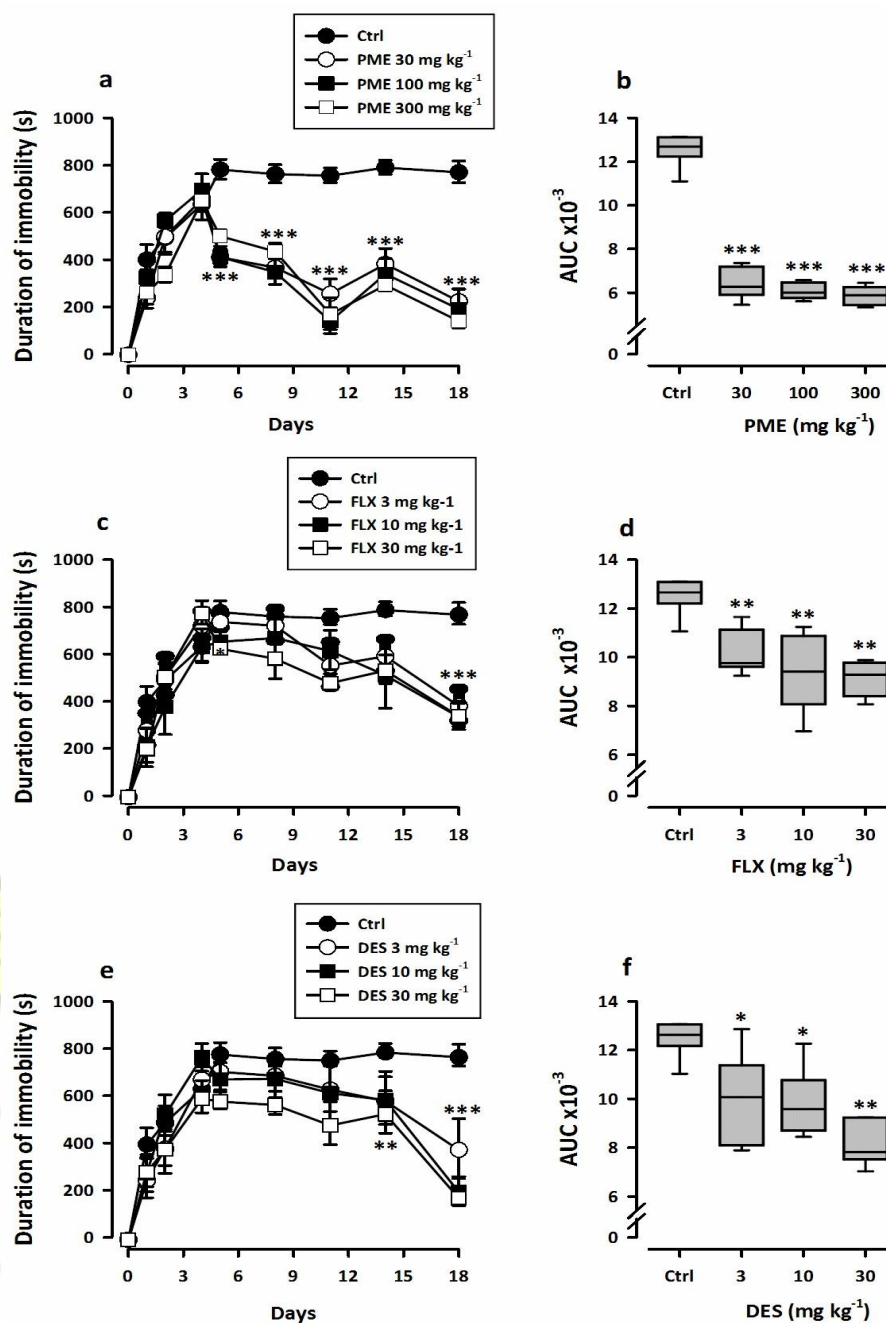 Ctrl
PME 30 mg kg⁻¹
PME 100 mg kg⁻¹
PME 300 mg kg⁻¹
a
Duration of immobility (s)
1000
800
600
400
200
0
***
***
***
***
***
0 3 6 9 12 15 18
Days
b
AUC x10⁻³
14
12
8
6
0
***
***
***
Ctrl 30 100 300
PME (mg kg⁻¹)
Ctrl
FLX 3 mg kg-1
FLX 10 mg kg-1
FLX 30 mg kg-1
c
Duration of immobility (s)
1000
800
600
400
200
0
*
***
0 3 6 9 12 15 18
Days
d
AUC x10⁻³
14
12
10
8
6
0
**
**
**
Ctrl 3 10 30
FLX (mg kg⁻¹)
Ctrl
DES 3 mg kg⁻¹
DES 10 mg kg⁻¹
DES 30 mg kg⁻¹
e
Duration of immobility (s)
1000
800
600
400
200
0
**
***
0 3 6 9 12 15 18
Days
f
AUC x10⁻³
14
12
10
8
6
0
*
*
**
Ctrl 3 10 30
DES (mg kg⁻¹)